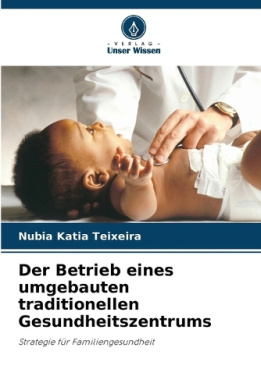 VERLAG
Unser Wissen
Nubia Katia Teixeira
Der Betrieb eines
umgebauten
traditionellen
Gesundheitszentrums
Strategie für Familiengesundheit